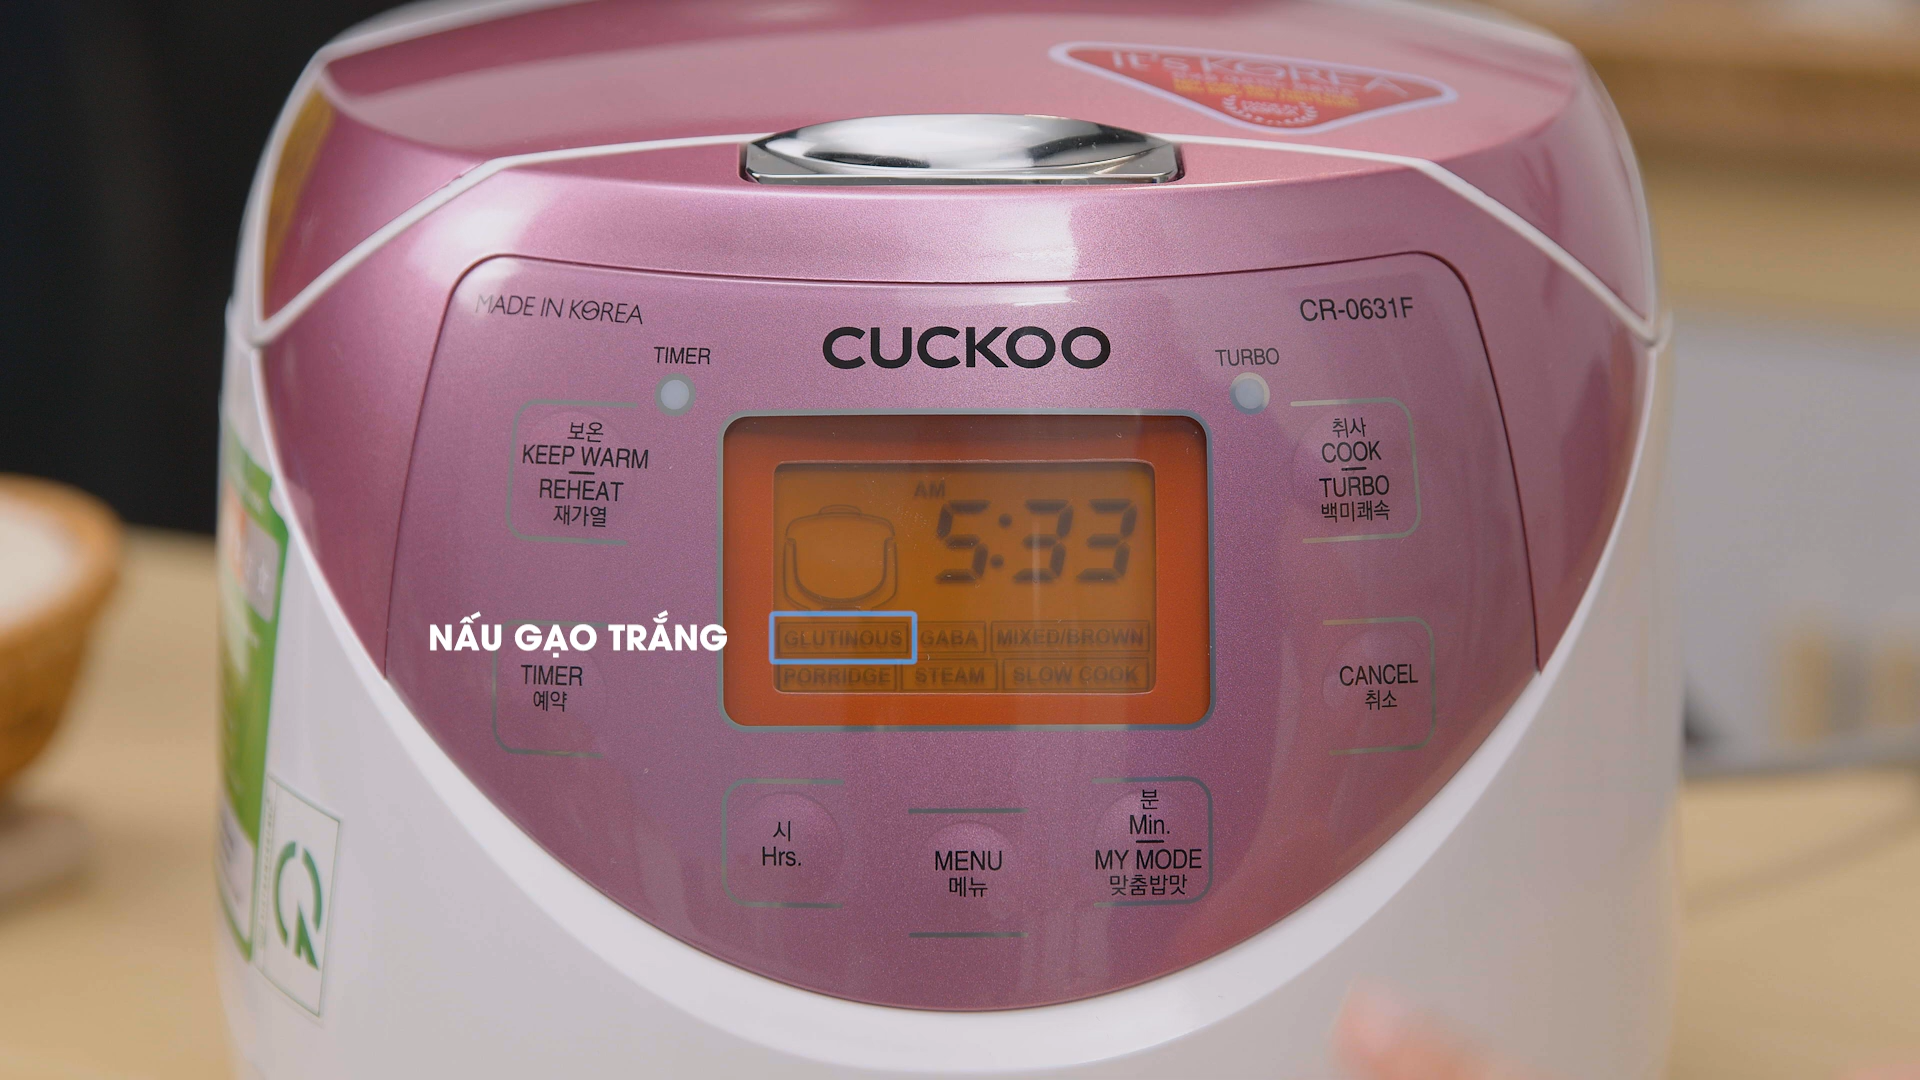 IT'S KOREA
MADE IN KOREA
CR-0631F
CUCKOO
TIMER
TURBO
보온
KEEP WARM
REHEAT
재가열
취사
COOK
TURBO
백미쾌속
AM
5:33
NẤU GẠO TRẮNG
GLUTINOUS GABA MIXED/BROWN
PORRIDGE STEAM SLOW COOK
TIMER
예약
CANCEL
취소
시
Hrs.
MENU
메뉴
분
Min.
MY MODE
맞춤밥맛